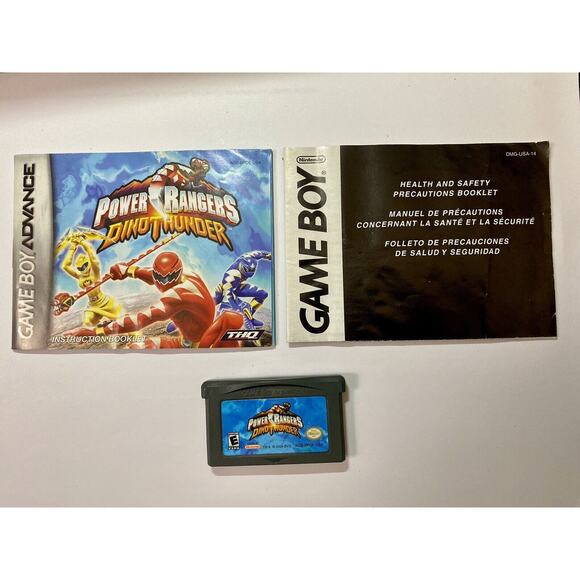 GAME BOY ADVANCE
POWER RANGERS
DINO THUNDER
INSTRUCTION BOOKLET
THQ
Nintendo
GAME BOY®
DMG-USA-14
HEALTH AND SAFETY
PRECAUTIONS BOOKLET
MANUEL DE PRÉCAUTIONS
CONCERNANT LA SANTÉ ET LA SÉCURITÉ
FOLLETO DE PRECAUCIONES
DE SALUD Y SEGURIDAD
POWER RANGERS
DINO THUNDER
E